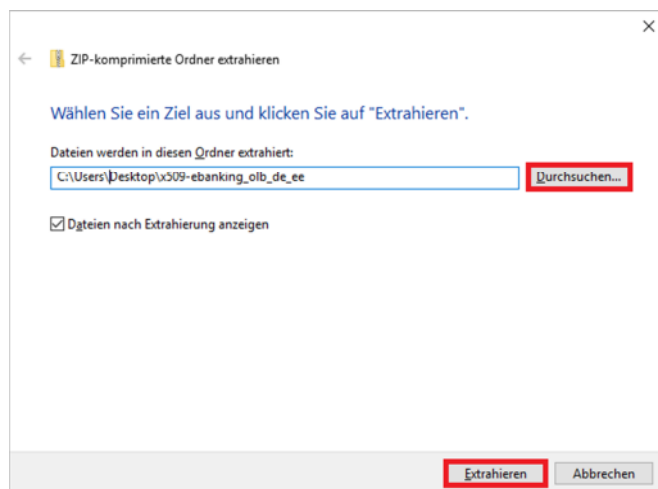 ZIP-komprimierte Ordner extrahieren
Wählen Sie ein Ziel aus und klicken Sie auf "Extrahieren".
Dateien werden in diesen Ordner extrahiert:
C:\Users\Desktop\x509-ebanking_olb_de_ee
Durchsuchen...
Dateien nach Extrahierung anzeigen
Extrahieren
Abbrechen